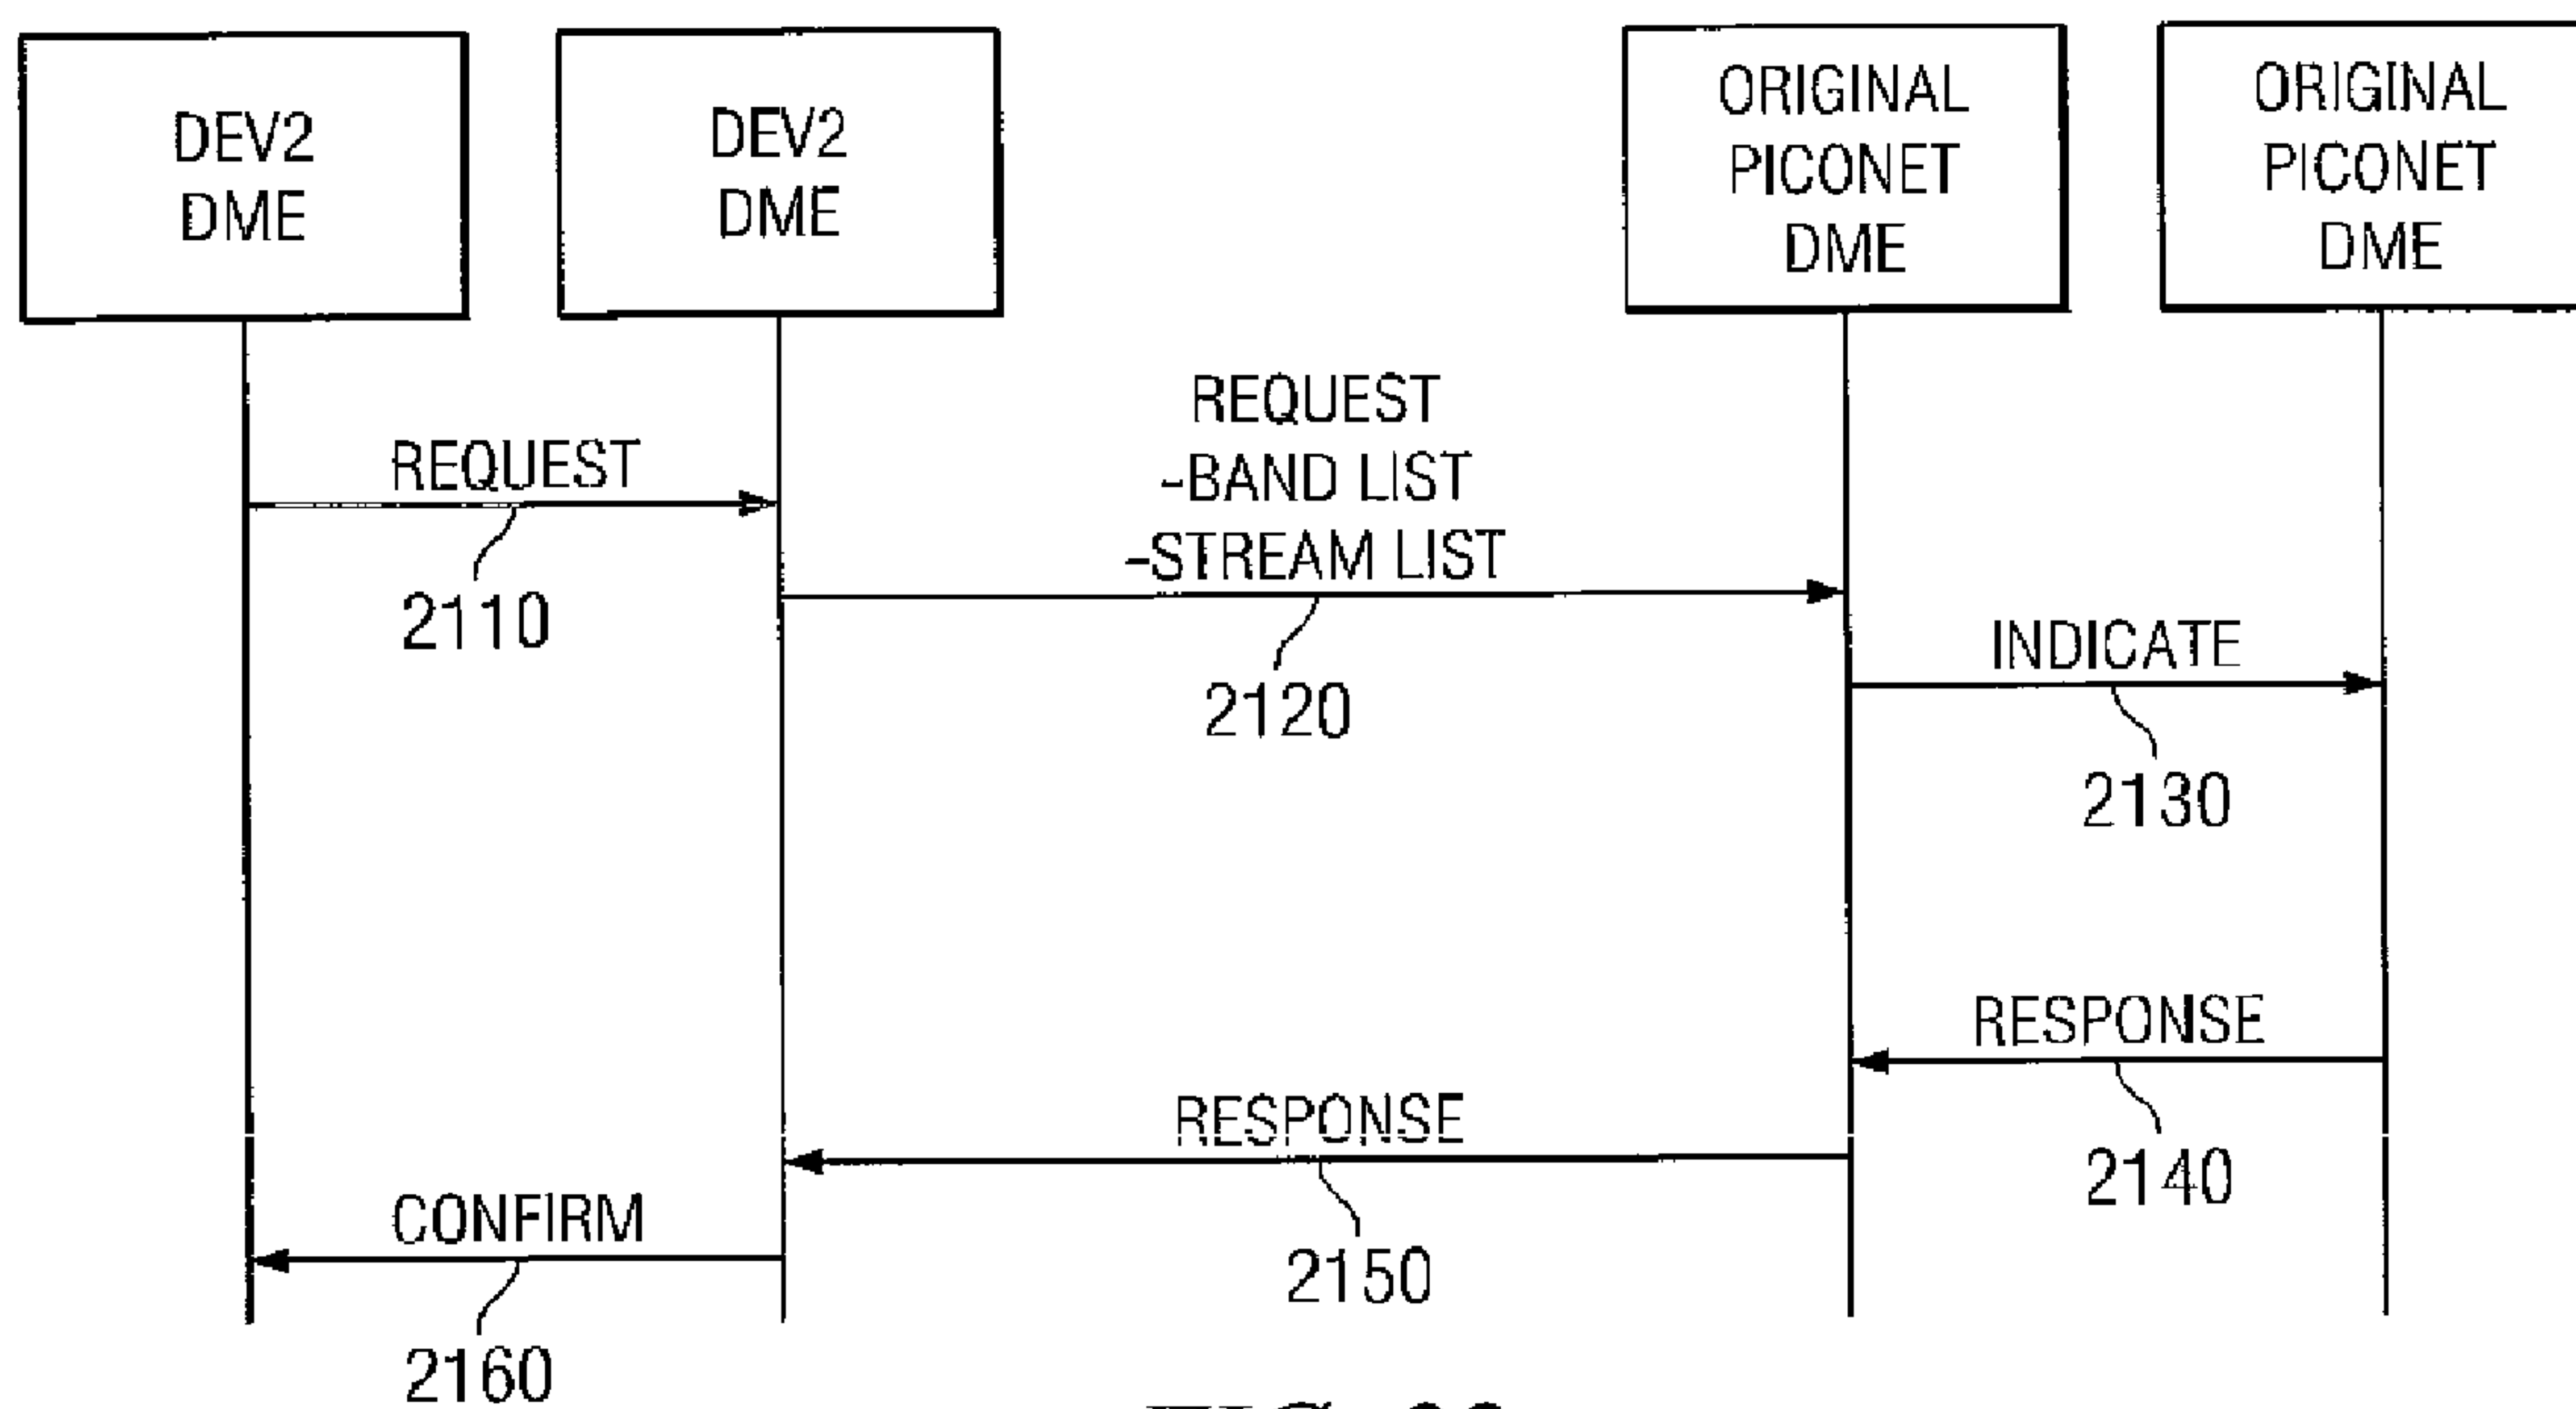 DEV2
DME
DEV2
DME
ORIGINAL
PICONET
DME
ORIGINAL
PICONET
DME
REQUEST
2110
REQUEST
-BAND LIST
-STREAM LIST
2120
INDICATE
2130
RESPONSE
2140
RESPONSE
2150
CONFIRM
2160